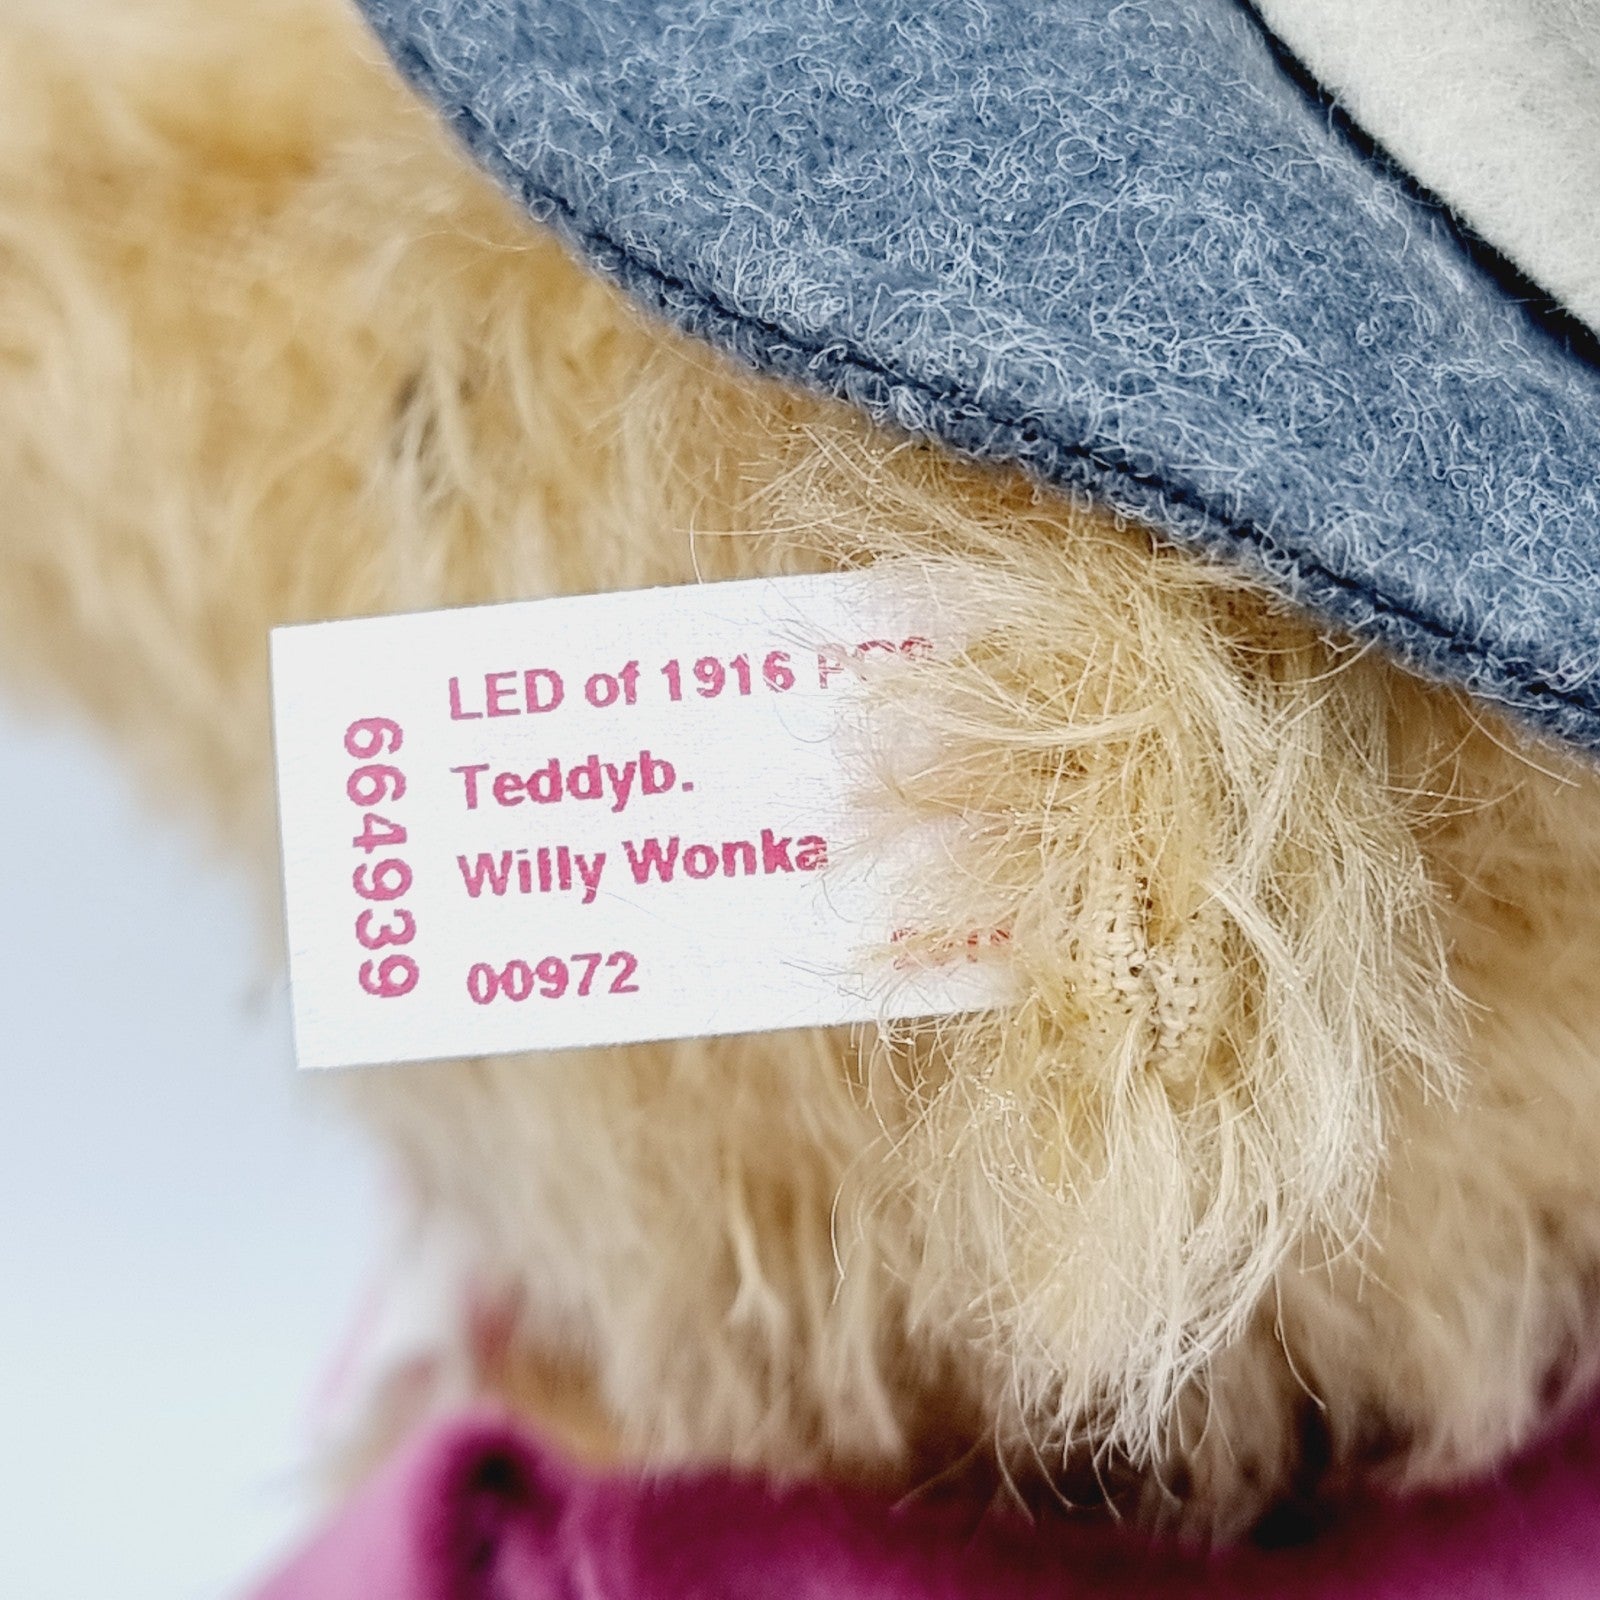 LED of 1916
Teddyb.
Willy Wonka
00972
664939